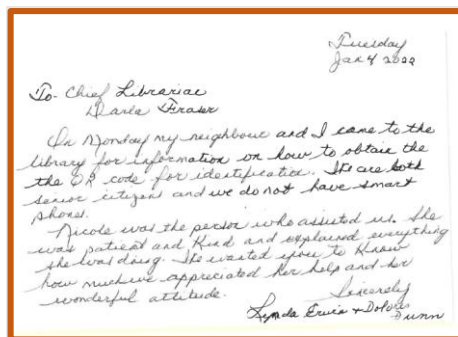 Tuesday
Jan 4 2022
To- Chief Librarian
Darla Fraser
On Monday my neighbour and I came to the
library for information on how to obtain the
the QR code for identification. We are both
senior citizens and we do not have smart
phones.
Nicole was the person who assisted us. She
was patient and kind and explained everything
she was doing. We wanted you to know
how much we appreciated her help and her
wonderful attitude.
Sincerely
Lynda + Dolores
Dunn